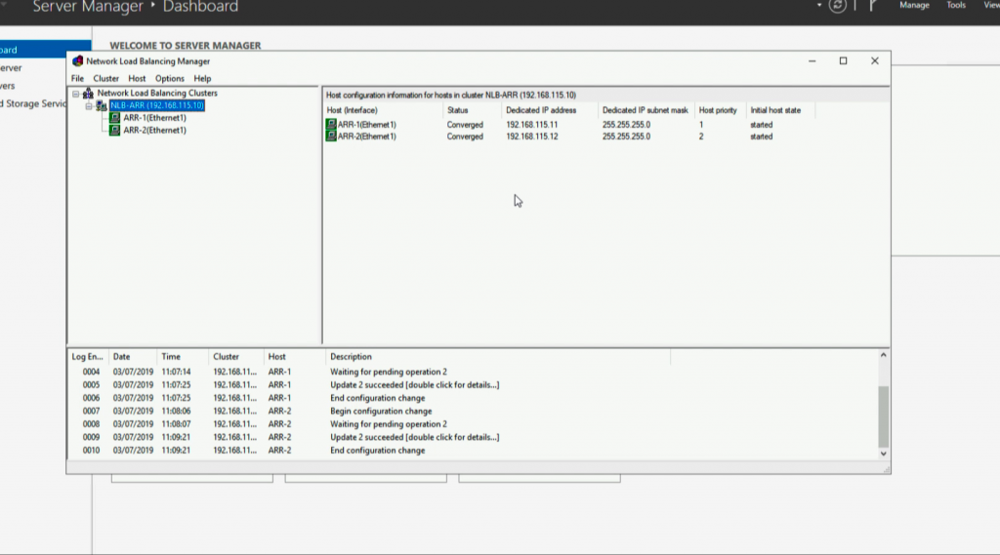 Server Manager ‣ Dashboard
Manage Tools View
WELCOME TO SERVER MANAGER
Network Load Balancing Manager
File Cluster Host Options Help
Network Load Balancing Clusters
NLB-ARR (192.168.115.10)
ARR-1(Ethernet1)
ARR-2(Ethernet1)
Host configuration information for hosts in cluster NLB-ARR (192.168.115.10)
Host (Interface) Status Dedicated IP address Dedicated IP subnet mask Host priority Initial host state
ARR-1(Ethernet1) Converged 192.168.115.11 255.255.255.0 1 started
ARR-2(Ethernet1) Converged 192.168.115.12 255.255.255.0 2 started
Log En... Date Time Cluster Host Description
0004 03/07/2019 11:07:14 192.168.11... ARR-1 Waiting for pending operation 2
0005 03/07/2019 11:07:25 192.168.11... ARR-1 Update 2 succeeded [double click for details...]
0006 03/07/2019 11:07:25 192.168.11... ARR-1 End configuration change
0007 03/07/2019 11:08:06 192.168.11... ARR-2 Begin configuration change
0008 03/07/2019 11:08:07 192.168.11... ARR-2 Waiting for pending operation 2
0009 03/07/2019 11:09:21 192.168.11... ARR-2 Update 2 succeeded [double click for details...]
0010 03/07/2019 11:09:21 192.168.11... ARR-2 End configuration change